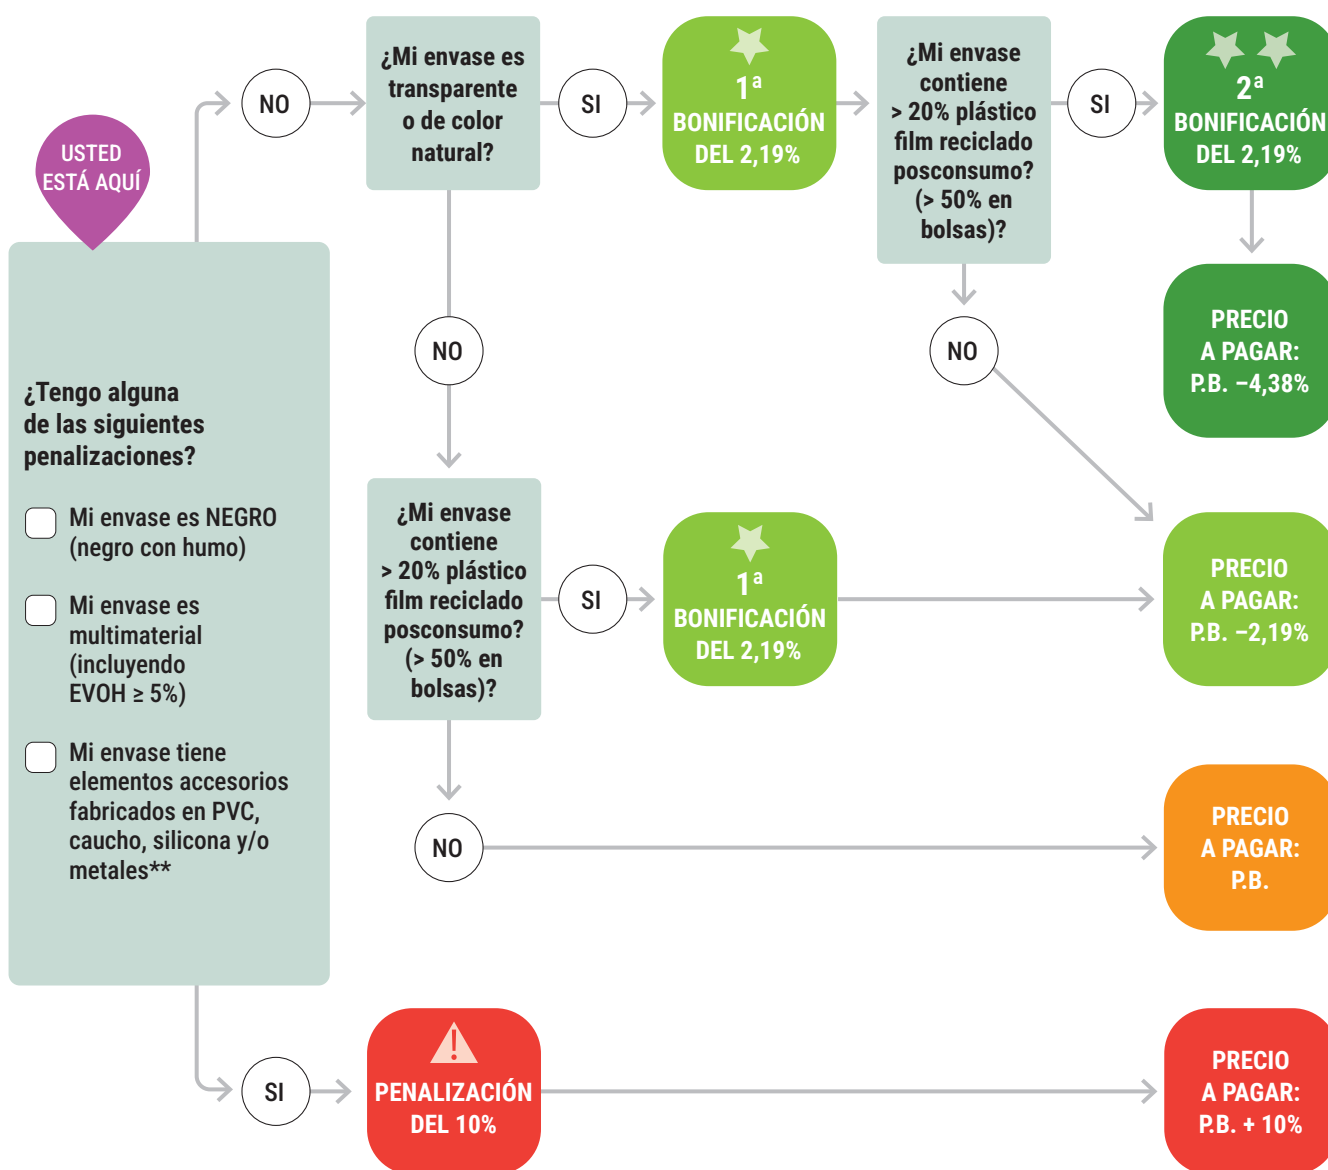 USTED
ESTÁ AQUÍ
¿Tengo alguna
de las siguientes
penalizaciones?
Mi envase es NEGRO
(negro con humo)
Mi envase es
multimaterial
(incluyendo
EVOH ≥ 5%)
Mi envase tiene
elementos accesorios
fabricados en PVC,
caucho, silicona y/o
metales**
NO
¿Mi envase es
transparente
o de color
natural?
SI
1ª
BONIFICACIÓN
DEL 2,19%
¿Mi envase
contiene
> 20% plástico
film reciclado
posconsumo?
(> 50% en
bolsas)?
SI
2ª
BONIFICACIÓN
DEL 2,19%
PRECIO
A PAGAR:
P.B. –4,38%
NO
NO
¿Mi envase
contiene
> 20% plástico
film reciclado
posconsumo?
(> 50% en
bolsas)?
SI
1ª
BONIFICACIÓN
DEL 2,19%
PRECIO
A PAGAR:
P.B. –2,19%
NO
PRECIO
A PAGAR:
P.B.
SI
PENALIZACIÓN
DEL 10%
PRECIO
A PAGAR:
P.B. + 10%